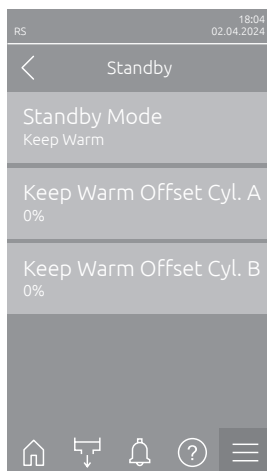 18:04
RS 02.04.2024
Standby
Standby Mode
Keep Warm
Keep Warm Offset Cyl. A
0%
Keep Warm Offset Cyl. B
0%
?